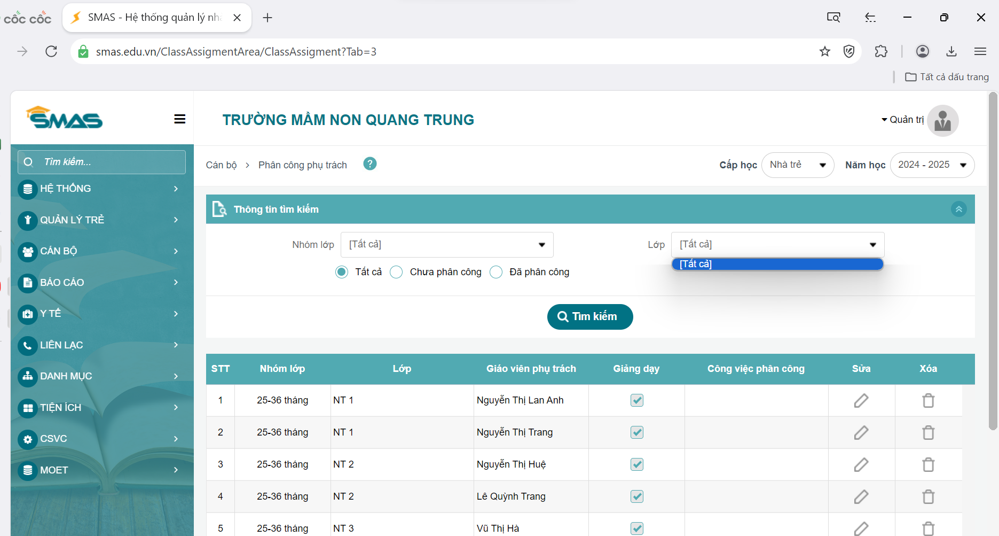 cốc cốc
SMAS - Hệ thống quản lý nhà
smas.edu.vn/ClassAssigmentArea/ClassAssigment?Tab=3
Tất cả dấu trang
SMAS
TRƯỜNG MẦM NON QUANG TRUNG
Quản trị
Tìm kiếm...
Cán bộ > Phân công phụ trách ?
Cấp học Nhà trẻ Năm học 2024 - 2025
HỆ THỐNG
QUẢN LÝ TRẺ
CÁN BỘ
BÁO CÁO
Y TẾ
LIÊN LẠC
DANH MỤC
TIỆN ÍCH
CSVC
MOET
Thông tin tìm kiếm
Nhóm lớp [Tất cả] Lớp [Tất cả]
[Tất cả]
Tất cả Chưa phân công Đã phân công
Tìm kiếm
STT Nhóm lớp Lớp Giáo viên phụ trách Giảng dạy Công việc phân công Sửa Xóa
1 25-36 tháng NT 1 Nguyễn Thị Lan Anh
2 25-36 tháng NT 1 Nguyễn Thị Trang
3 25-36 tháng NT 2 Nguyễn Thị Huệ
4 25-36 tháng NT 2 Lê Quỳnh Trang
5 25-36 tháng NT 3 Vũ Thị Hà